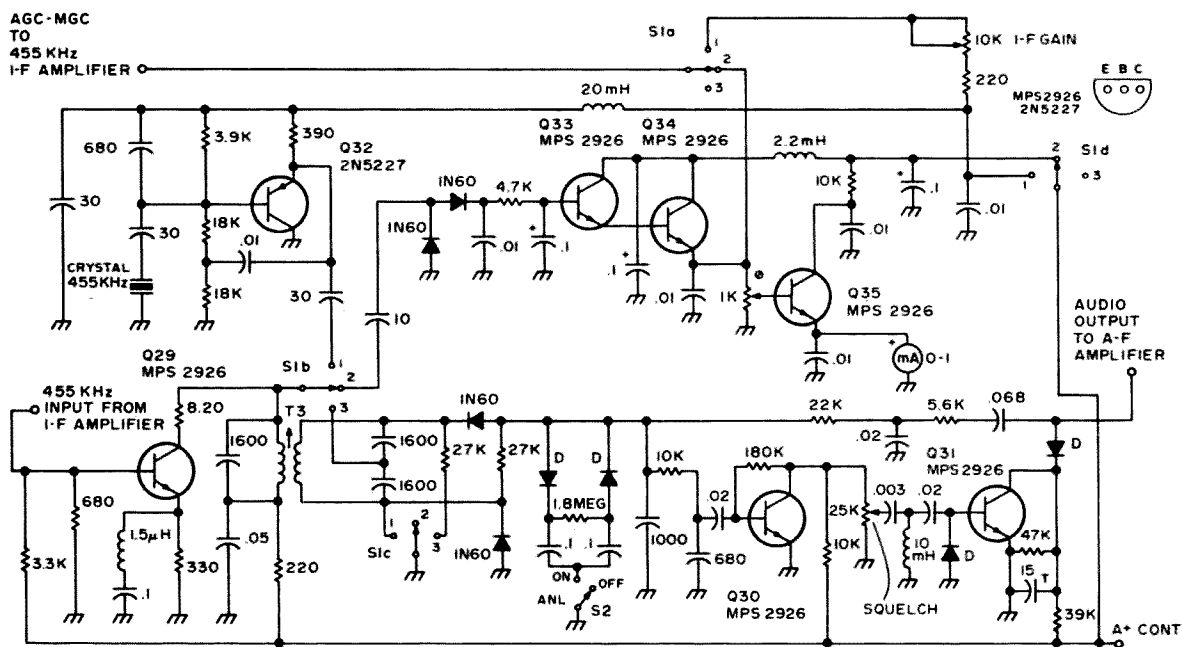 AGC-MGC
TO
455 KHz
I-F AMPLIFIER
S1a
1
2
3
10K I-F GAIN
220
E B C
MPS2926
2N5227
20mH
680
3.9K
390
Q32
2N5227
Q33
MPS 2926
Q34
MPS 2926
2.2mH
2
S1d
3
1
30
30
18K
.01
CRYSTAL
455KHz
18K
30
1N60
4.7K
1N60
.01
+
.1
+
.1
.01
10K
.01
+
.1
.01
1K
Q35
MPS 2926
.01
+
mA
0-1
10
AUDIO
OUTPUT
TO A-F
AMPLIFIER
Q29
MPS 2926
S1b
1
2
3
455 KHz
INPUT FROM
I-F AMPLIFIER
8.20
T3
1600
1600
1600
1N60
27K
27K
D
D
1.8MEG
.1
.1
10K
22K
.02
5.6K
.068
D
180K
Q31
MPS2926
680
1.5µH
.05
3.3K
330
220
.1
S1c
1
2
3
1N60
ON
OFF
ANL
S2
1000
.02
680
Q30
MPS 2926
25K
10K
SQUELCH
.003
.02
10
mH
D
47K
15
T
39K
A+ CONT